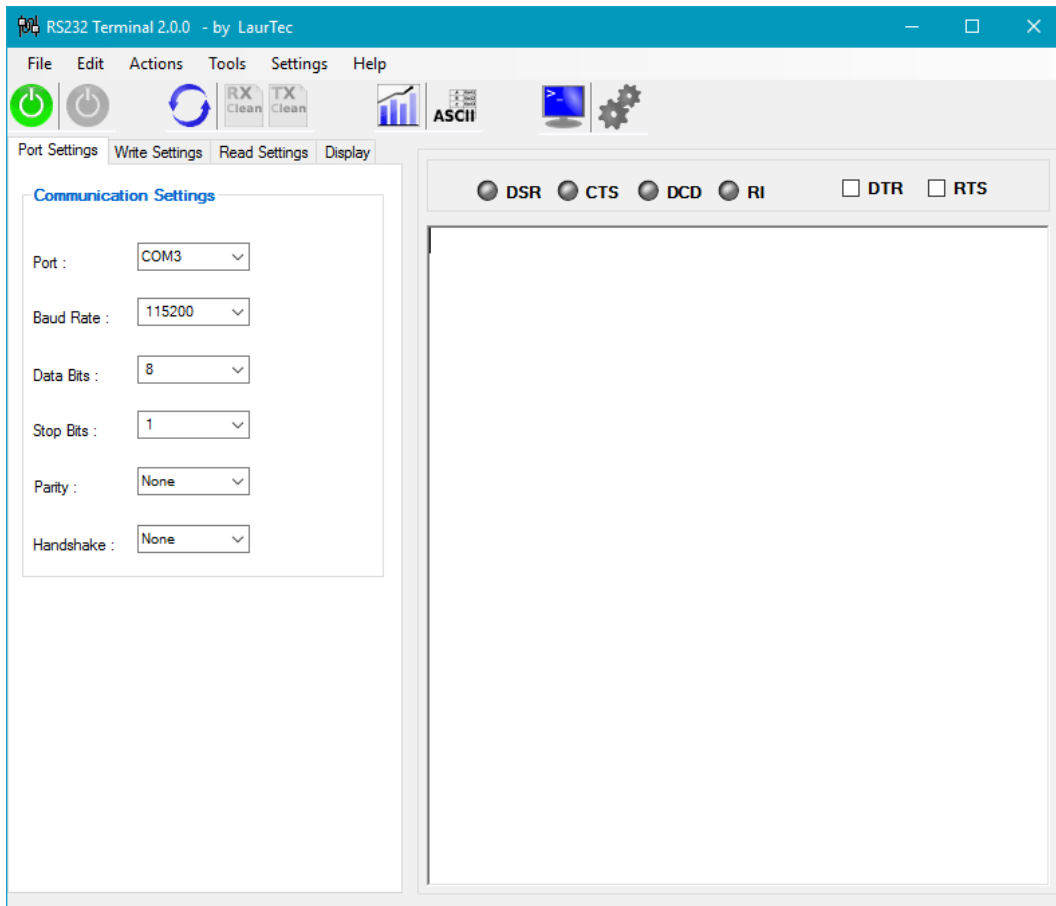 RS232 Terminal 2.0.0 - by LaurTec
File Edit Actions Tools Settings Help
RX Clean TX Clean ASCII >_
Port Settings Write Settings Read Settings Display
Communication Settings
DSR CTS DCD RI DTR RTS
Port : COM3
Baud Rate : 115200
Data Bits : 8
Stop Bits : 1
Parity : None
Handshake : None